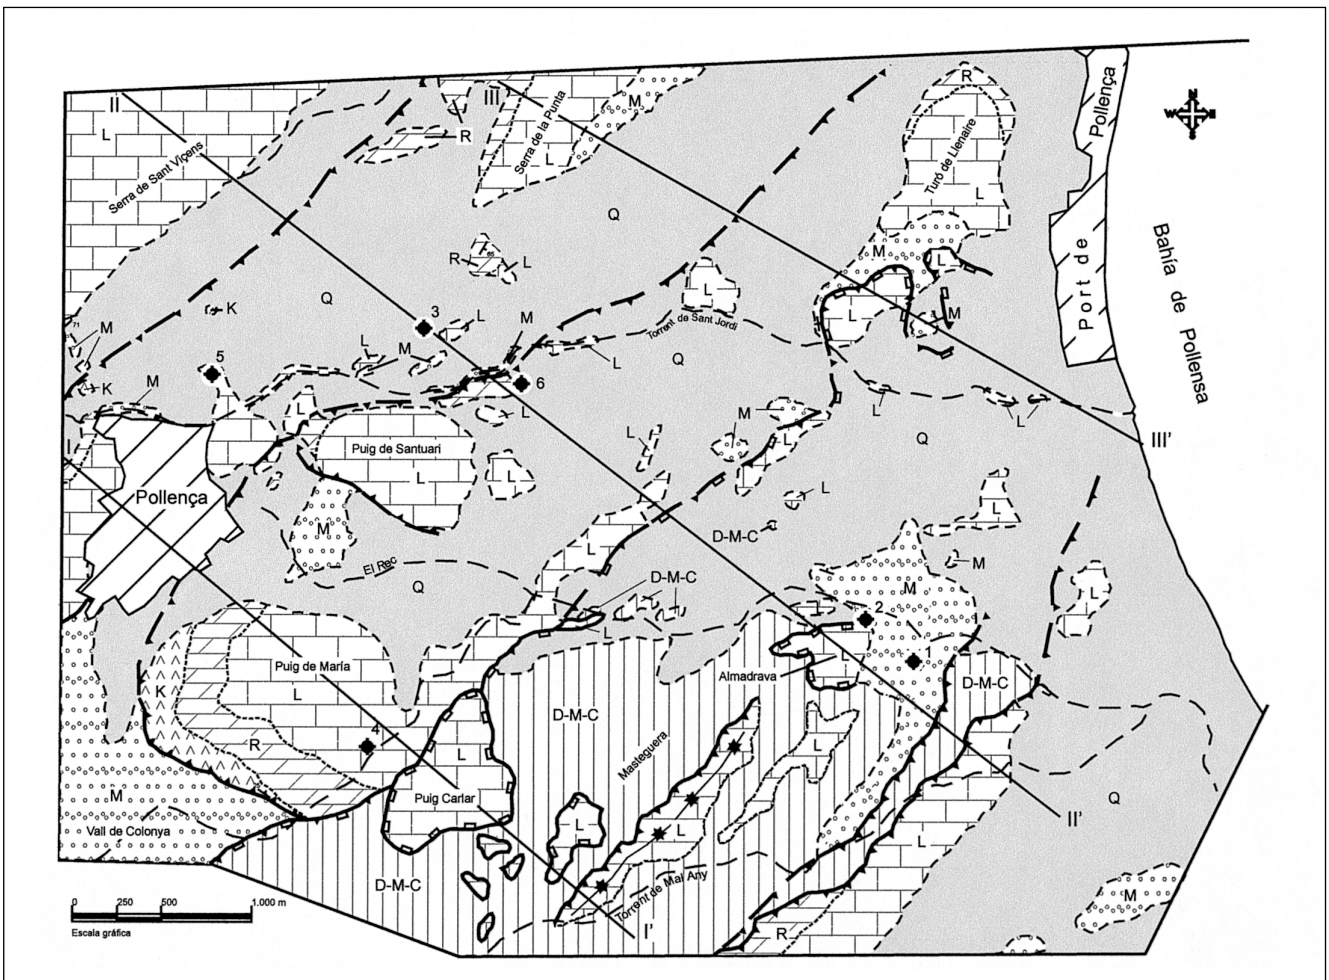 II
III
R
Pollença
N
W E
S
L
Serra de Sant Viçens
R
Serra de la Punta
M
L
Turó de Llenaire
L
Q
M
Port de
Bahía de Pollensa
R
65
L
L
Q
K
3
L
M
L
L
M
Torrent de Sant Jordi
71
M
L
M
5
Q
L
K
M
6
L
L
L
L
M
Q
III'
I
Puig de Santuari
L
L
L
L
Pollença
L
M
D-M-C
L
El Rec
L
M
M
Q
D-M-C
L
2
L
Puig de María
L
1
K
L
Almadrava
D-M-C
D-M-C
R
4
L
Masteguera
L
M
Puig Carlar
Q
II'
Vall de Colonya
L
L
L
D-M-C
Torrent de Mal Any
M
0 250 500 1.000 m
Escala gráfica
R
I'